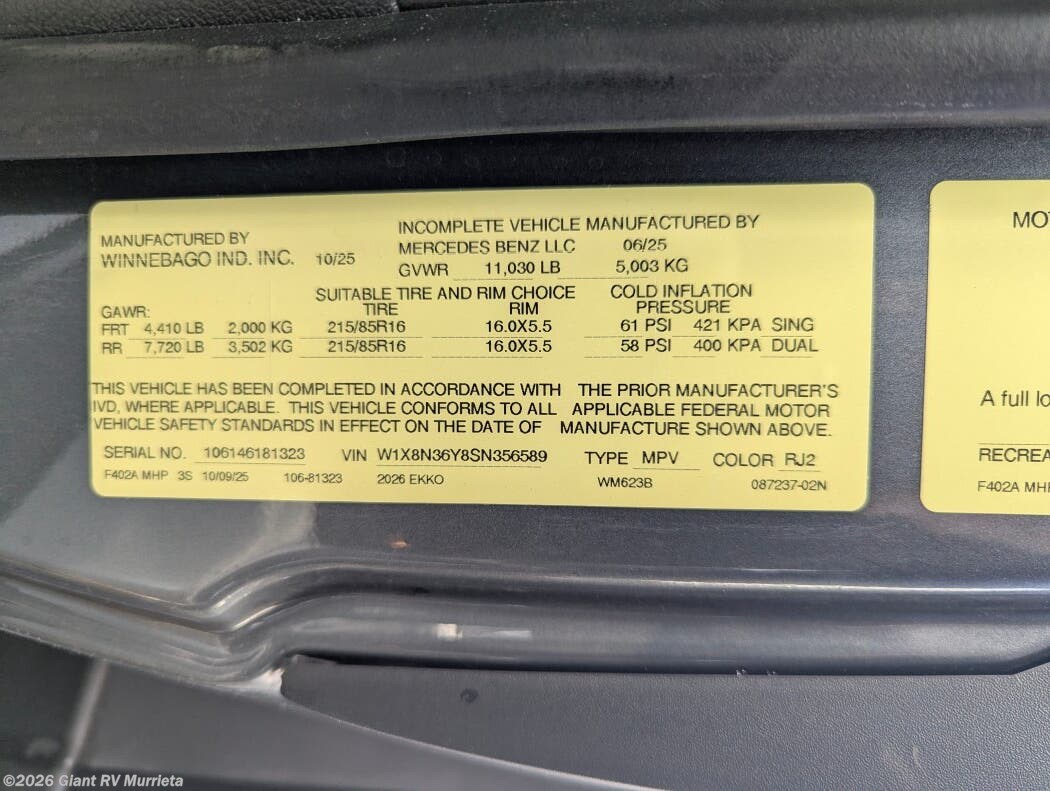 MANUFACTURED BY
WINNEBAGO IND. INC. 10/25
INCOMPLETE VEHICLE MANUFACTURED BY
MERCEDES BENZ LLC 06/25
GVWR 11,030 LB 5,003 KG
SUITABLE TIRE AND RIM CHOICE COLD INFLATION
GAWR: TIRE RIM PRESSURE
FRT 4,410 LB 2,000 KG 215/85R16 16.0X5.5 61 PSI 421 KPA SING
RR 7,720 LB 3,502 KG 215/85R16 16.0X5.5 58 PSI 400 KPA DUAL
THIS VEHICLE HAS BEEN COMPLETED IN ACCORDANCE WITH THE PRIOR MANUFACTURER'S
IVD, WHERE APPLICABLE. THIS VEHICLE CONFORMS TO ALL APPLICABLE FEDERAL MOTOR
VEHICLE SAFETY STANDARDS IN EFFECT ON THE DATE OF MANUFACTURE SHOWN ABOVE.
SERIAL NO. 106146181323 VIN W1X8N36Y8SN356589 TYPE MPV COLOR RJ2
F402A MHP 3S 10/09/25 106-81323 2026 EKKO WM623B 087237-02N
MO
A full lo
RECREA
F402A MH
©2026 Giant RV Murrieta